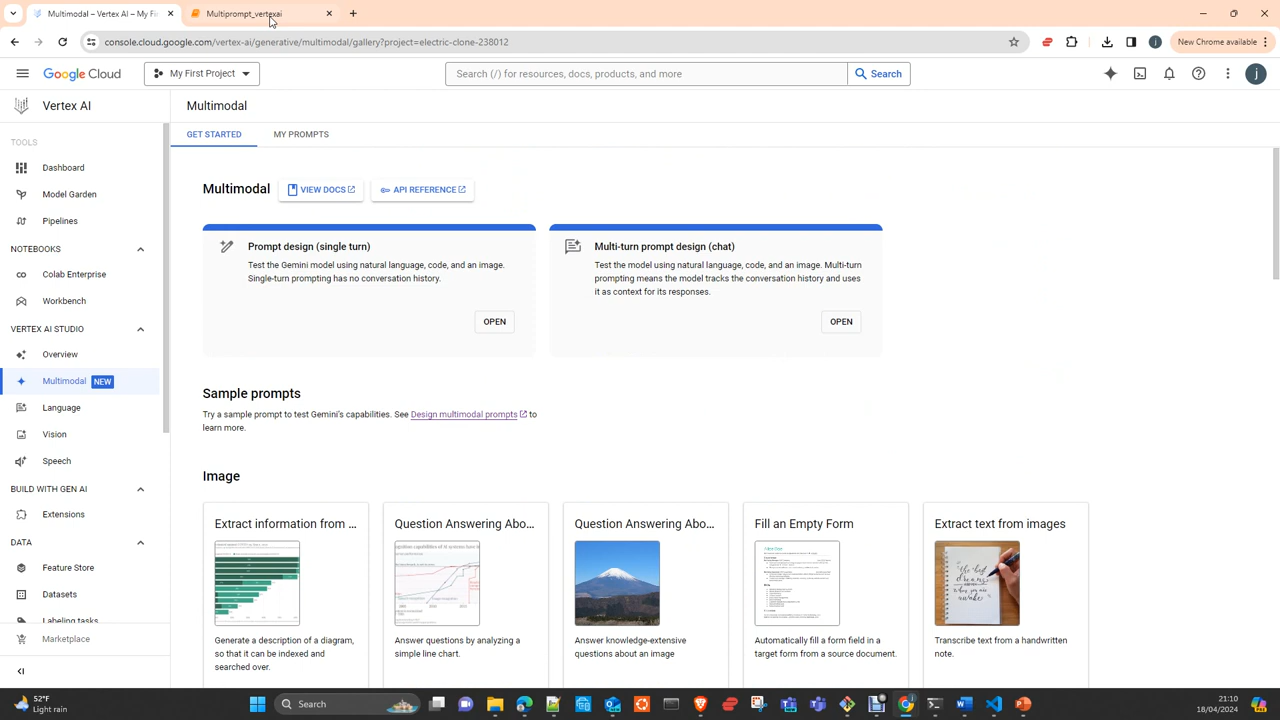 Multimodal – Vertex AI – My Fi
Multiprompt_vertexai
console.cloud.google.com/vertex-ai/generative/multimodal/gallery?project=electric-clone-238012
New Chrome available
Google Cloud
My First Project
Search (/) for resources, docs, products, and more
Search
j
Vertex AI
Multimodal
TOOLS
Dashboard
Model Garden
Pipelines
NOTEBOOKS
Colab Enterprise
Workbench
VERTEX AI STUDIO
Overview
Multimodal NEW
Language
Vision
Speech
BUILD WITH GEN AI
Extensions
DATA
Feature Store
Datasets
Labeling tasks
Marketplace
GET STARTED
MY PROMPTS
Multimodal
VIEW DOCS
API REFERENCE
Prompt design (single turn)
Test the Gemini model using natural language, code, and an image.
Single-turn prompting has no conversation history.
OPEN
Multi-turn prompt design (chat)
Test the model using natural language, code, and an image. Multi-turn
prompting means the model tracks the conversation history and uses
it as context for its responses.
OPEN
Sample prompts
Try a sample prompt to test Gemini's capabilities. See Design multimodal prompts to
learn more.
Image
Extract information from ...
Generate a description of a diagram,
so that it can be indexed and
searched over.
Question Answering Abo...
Answer questions by analyzing a
simple line chart.
Question Answering Abo...
Answer knowledge-extensive
questions about an image
Fill an Empty Form
Automatically fill a form field in a
target form from a source document.
Extract text from images
Transcribe text from a handwritten
note.
52°F
Light rain
Search
21:10
18/04/2024